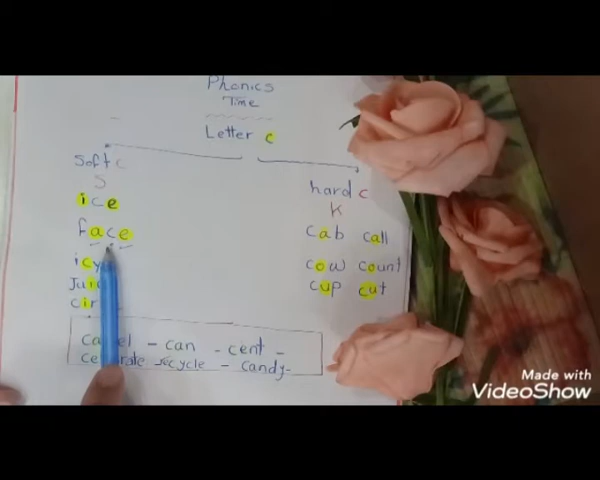 Phonics
Time
Letter c
soft c
s
ice
face
hard c
K
cab call
cow count
cup cut
- can - cent -
cycle - candy-
Made with
VideoShow